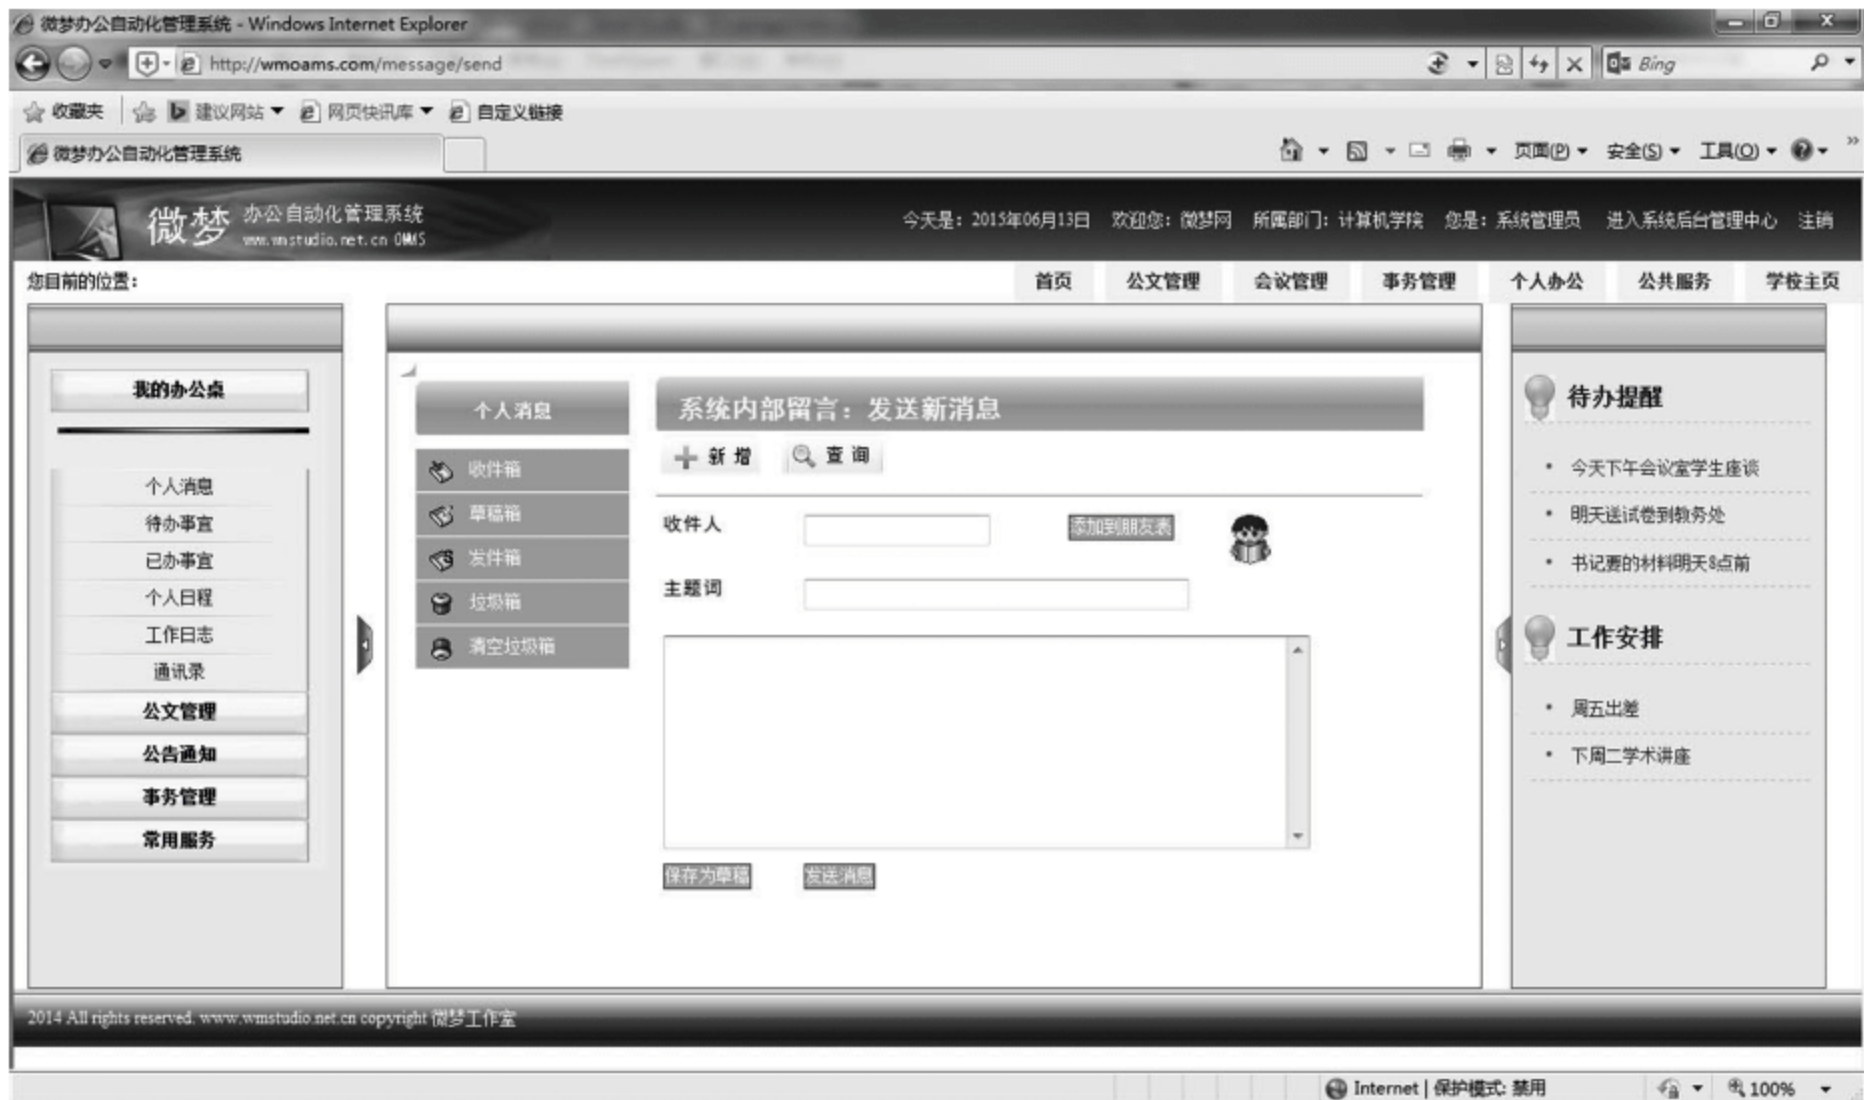 微梦办公自动化管理系统 - Windows Internet Explorer
http://wmoams.com/message/send
Bing
收藏夹 建议网站 网页快讯库 自定义链接
微梦办公自动化管理系统
页面(P) 安全(S) 工具(O)
微梦 办公自动化管理系统
www.wmstudio.net.cn OMMS
今天是：2015年06月13日 欢迎您：微梦网 所属部门：计算机学院 您是：系统管理员 进入系统后台管理中心 注销
您目前的位置：
首页 公文管理 会议管理 事务管理 个人办公 公共服务 学校主页
我的办公桌
个人消息
待办事宜
已办事宜
个人日程
工作日志
通讯录
公文管理
公告通知
事务管理
常用服务
个人消息
收件箱
草稿箱
发件箱
垃圾箱
清空垃圾箱
系统内部留言：发送新消息
新增 查询
收件人
添加到朋友表
主题词
保存为草稿 发送消息
待办提醒
• 今天下午会议室学生座谈
• 明天送试卷到教务处
• 书记要的材料明天8点前
工作安排
• 周五出差
• 下周二学术讲座
2014 All rights reserved. www.wmstudio.net.cn copyright 微梦工作室
Internet | 保护模式: 禁用
100%